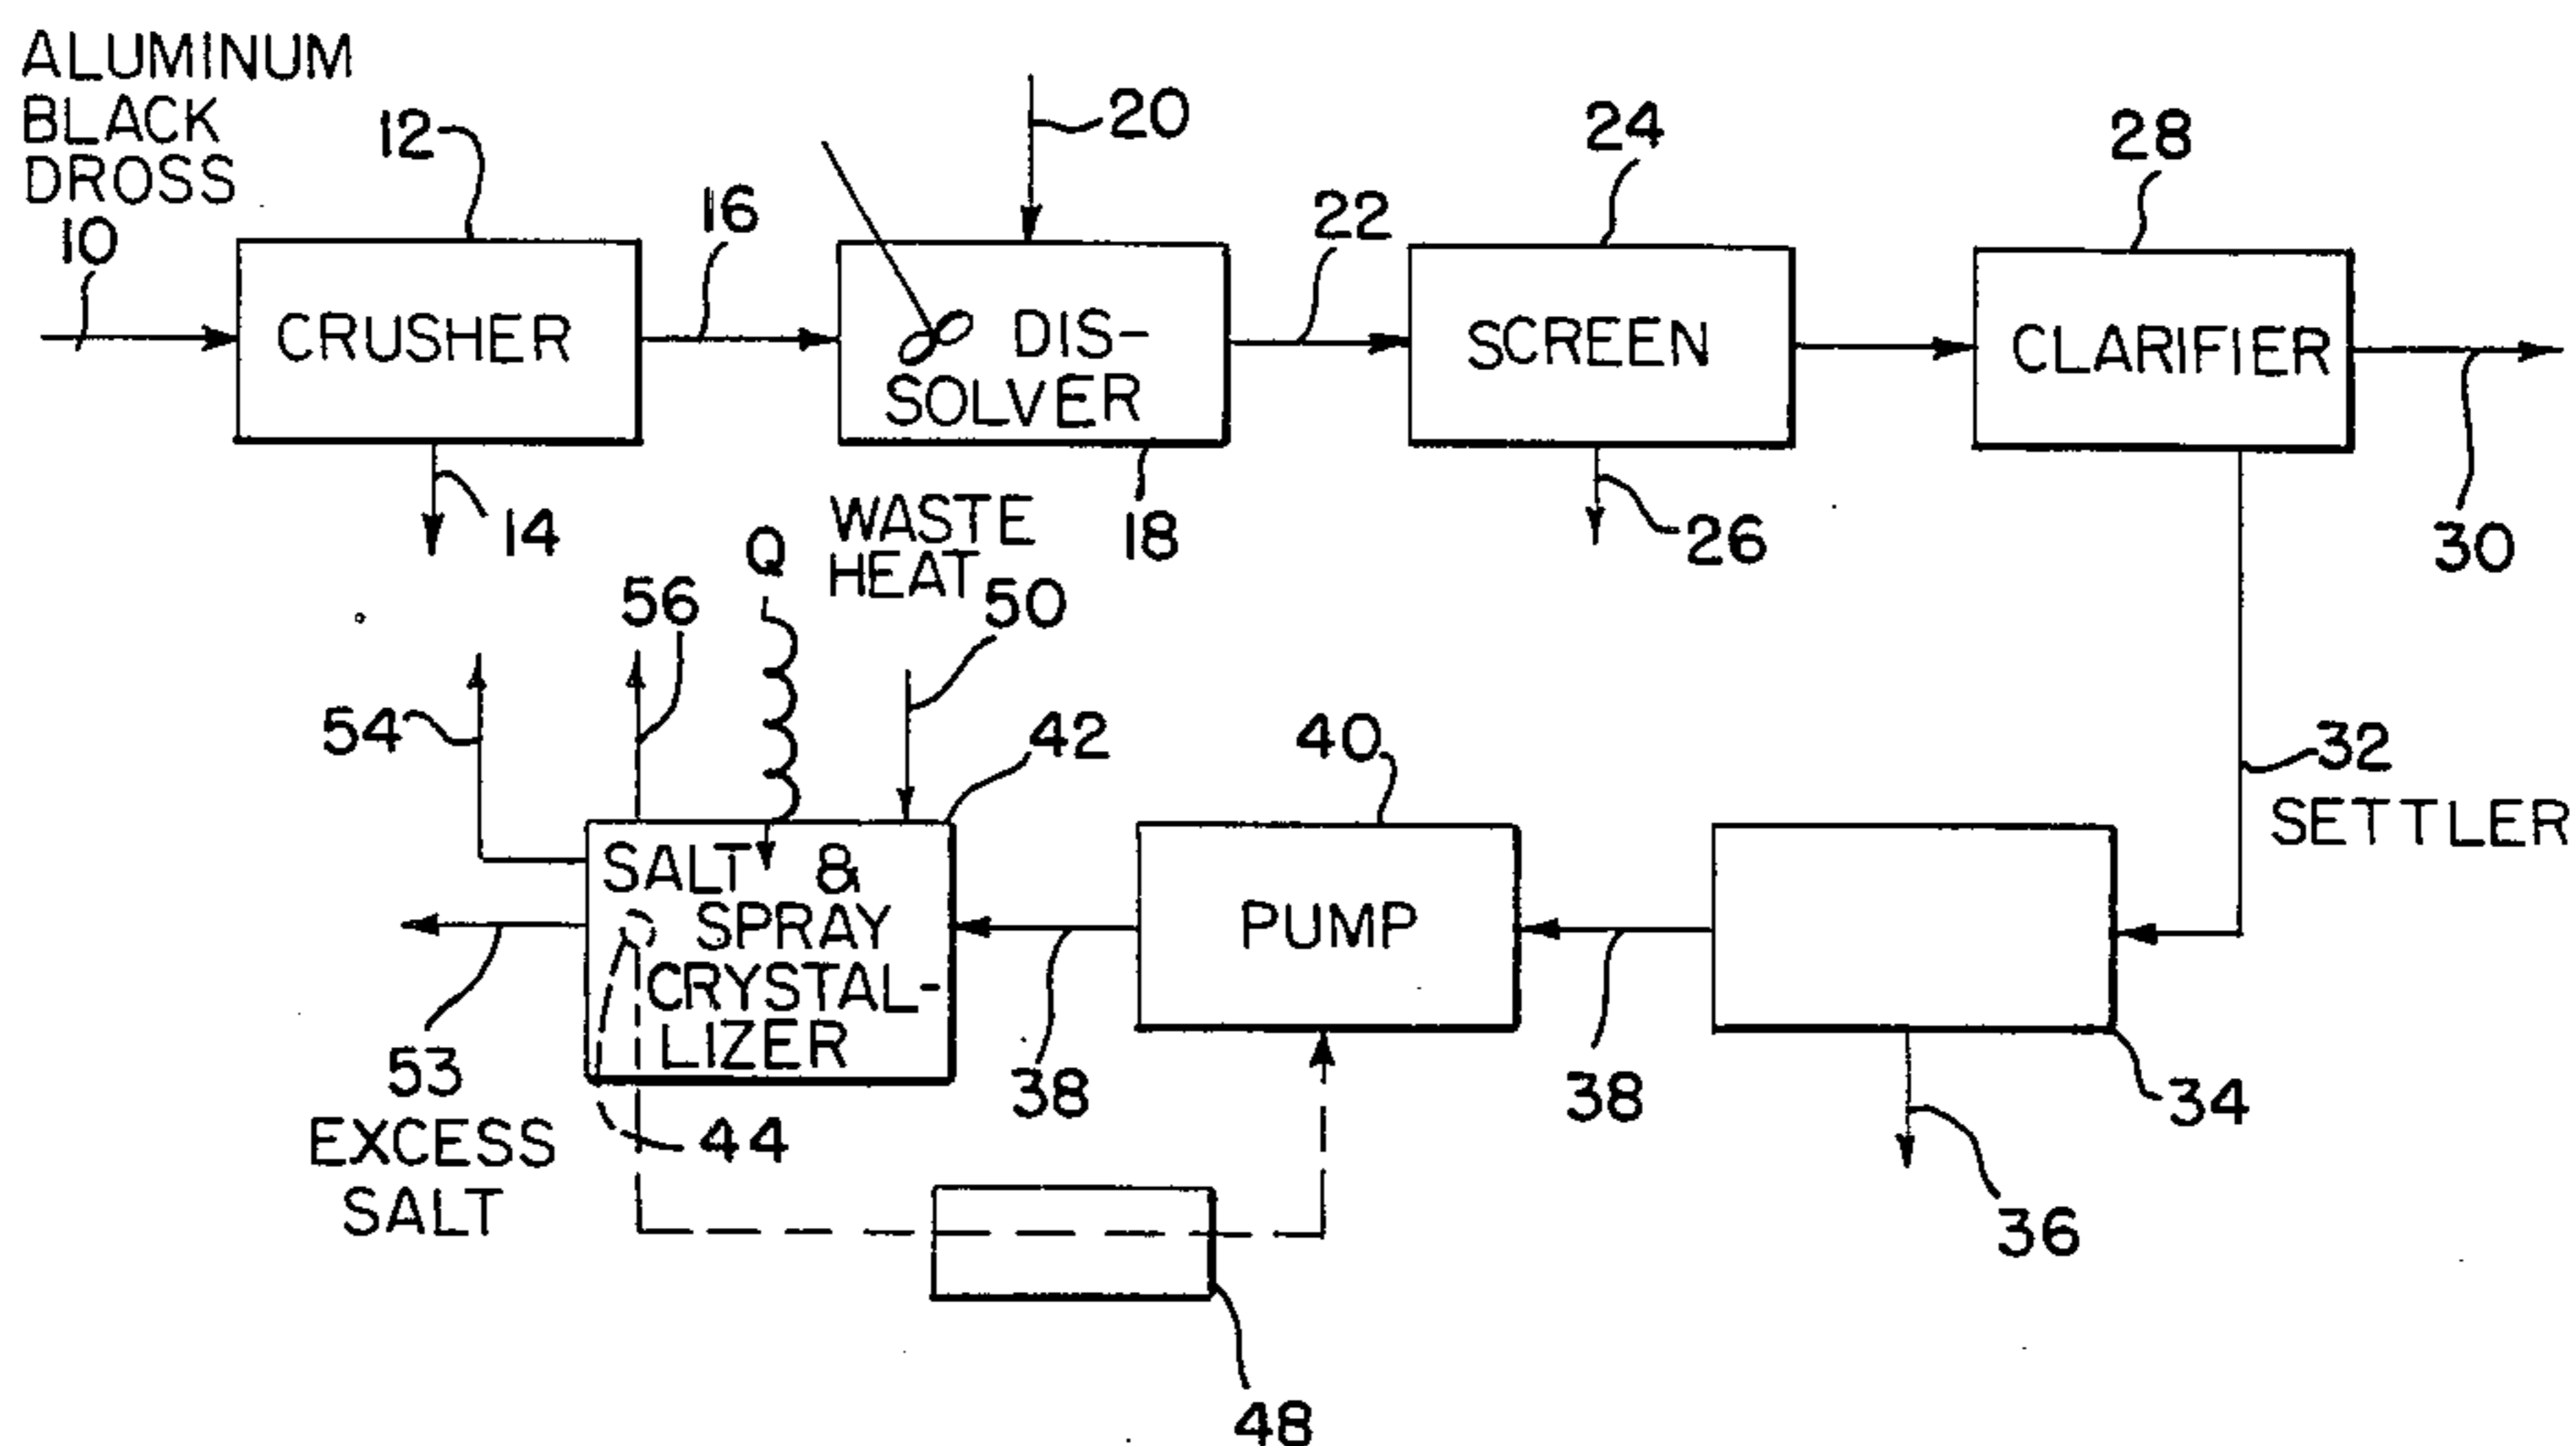 ALUMINUM
BLACK
DROSS
10
12
CRUSHER
14
16
20
DIS-
SOLVER
18
22
24
SCREEN
26
28
CLARIFIER
30
32
SETTLER
34
36
38
40
PUMP
38
WASTE
HEAT
50
Q
56
54
42
SALT &
SPRAY
CRYSTAL-
LIZER
53
EXCESS
SALT
44
48